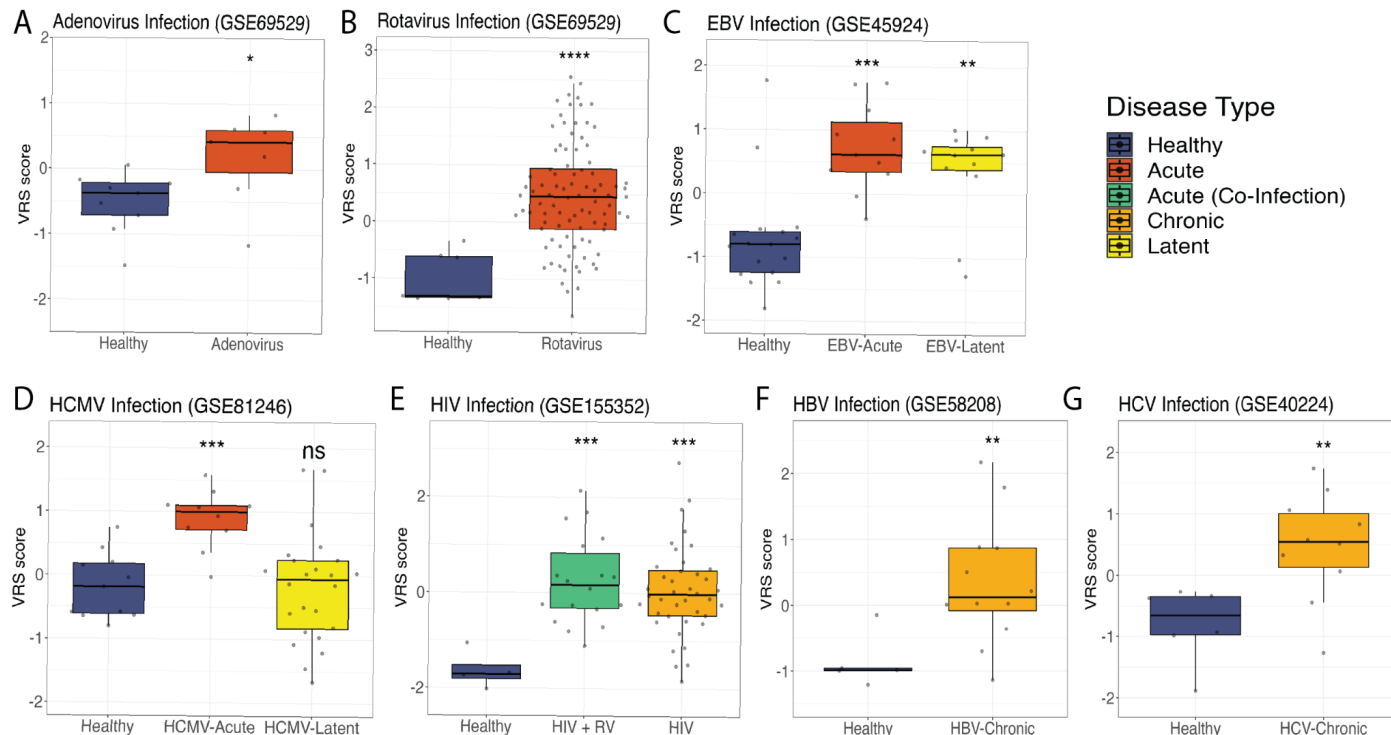 A Adenovirus Infection (GSE69529)
VRS score
2
1
0
-1
-2
*
Healthy Adenovirus
B Rotavirus Infection (GSE69529)
VRS score
3
2
1
0
-1
****
Healthy Rotavirus
C EBV Infection (GSE45924)
VRS score
2
1
0
-1
-2
*** **
Healthy EBV-Acute EBV-Latent
Disease Type
Healthy
Acute
Acute (Co-Infection)
Chronic
Latent
D HCMV Infection (GSE81246)
VRS score
2
1
0
-1
-2
*** ns
Healthy HCMV-Acute HCMV-Latent
E HIV Infection (GSE155352)
VRS score
2
0
-2
*** ***
Healthy HIV + RV HIV
F HBV Infection (GSE58208)
VRS score
2
1
0
-1
**
Healthy HBV-Chronic
G HCV Infection (GSE40224)
VRS score
2
1
0
-1
-2
**
Healthy HCV-Chronic